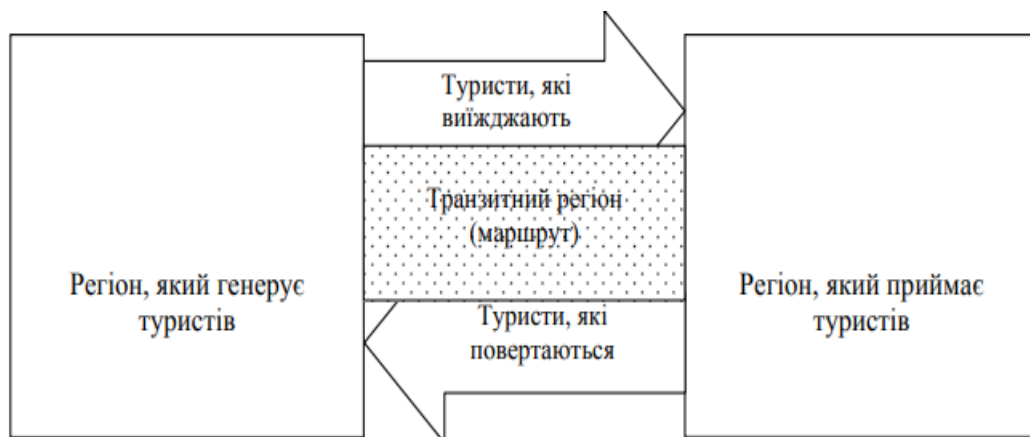 Туристи, які
виїжджають
Транзитний регіон
(маршрут)
Регіон, який генерує
туристів
Регіон, який приймає
туристів
Туристи, які
повертаються